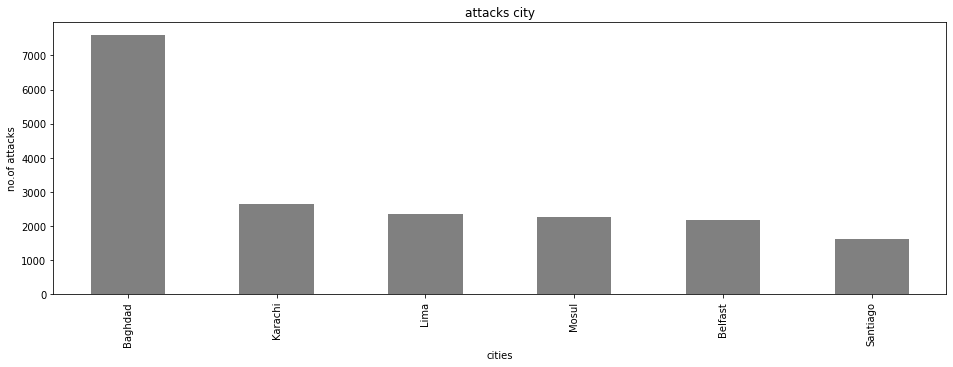 attacks city
no.of attacks
7000
6000
5000
4000
3000
2000
1000
0
Baghdad
Karachi
Lima
Mosul
Belfast
Santiago
cities